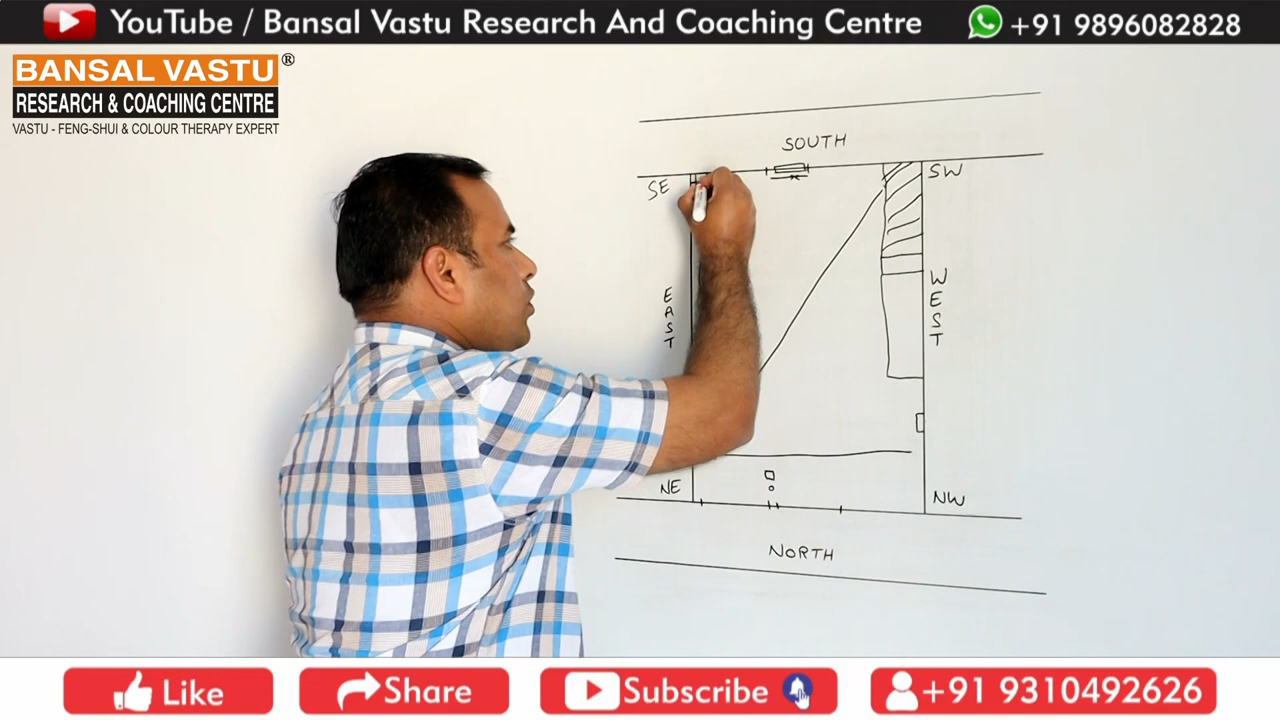 YouTube / Bansal Vastu Research And Coaching Centre
+91 9896082828
BANSAL VASTU ®
RESEARCH & COACHING CENTRE
VASTU - FENG-SHUI & COLOUR THERAPY EXPERT
SOUTH
SE
SW
EAST
WEST
NE
NW
NORTH
Like
Share
Subscribe
+91 9310492626